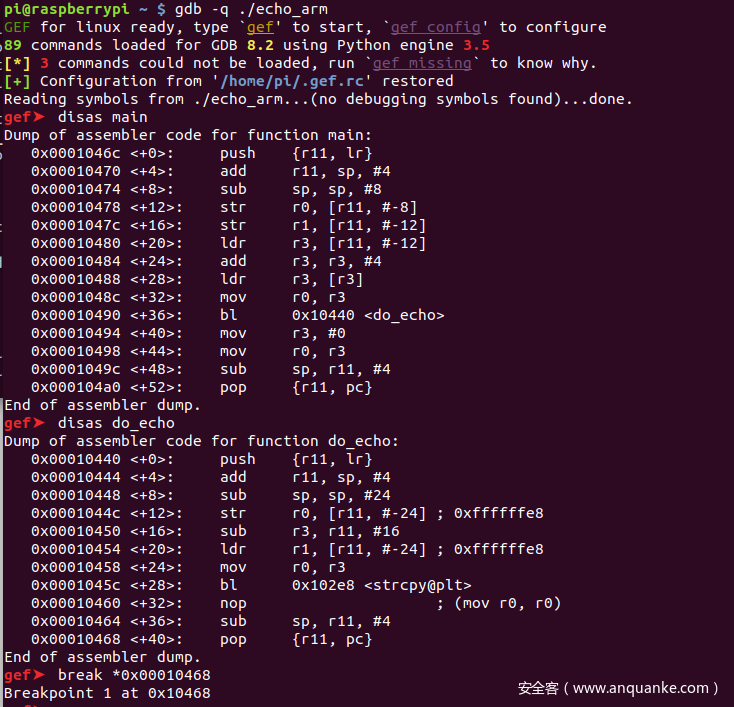 pi@raspberrypi ~ $ gdb -q ./echo_arm
GEF for linux ready, type `gef' to start, `gef config' to configure
89 commands loaded for GDB 8.2 using Python engine 3.5
[*] 3 commands could not be loaded, run `gef missing` to know why.
[+] Configuration from '/home/pi/.gef.rc' restored
Reading symbols from ./echo_arm...(no debugging symbols found)...done.
gef➤  disas main
Dump of assembler code for function main:
   0x0001046c <+0>:     push    {r11, lr}
   0x00010470 <+4>:     add     r11, sp, #4
   0x00010474 <+8>:     sub     sp, sp, #8
   0x00010478 <+12>:    str     r0, [r11, #-8]
   0x0001047c <+16>:    str     r1, [r11, #-12]
   0x00010480 <+20>:    ldr     r3, [r11, #-12]
   0x00010484 <+24>:    add     r3, r3, #4
   0x00010488 <+28>:    ldr     r3, [r3]
   0x0001048c <+32>:    mov     r0, r3
   0x00010490 <+36>:    bl      0x10440 <do_echo>
   0x00010494 <+40>:    mov     r3, #0
   0x00010498 <+44>:    mov     r0, r3
   0x0001049c <+48>:    sub     sp, r11, #4
   0x000104a0 <+52>:    pop     {r11, pc}
End of assembler dump.
gef➤  disas do_echo
Dump of assembler code for function do_echo:
   0x00010440 <+0>:     push    {r11, lr}
   0x00010444 <+4>:     add     r11, sp, #4
   0x00010448 <+8>:     sub     sp, sp, #24
   0x0001044c <+12>:    str     r0, [r11, #-24] ; 0xffffffe8
   0x00010450 <+16>:    sub     r3, r11, #16
   0x00010454 <+20>:    ldr     r1, [r11, #-24] ; 0xffffffe8
   0x00010458 <+24>:    mov     r0, r3
   0x0001045c <+28>:    bl      0x102e8 <strcpy@plt>
   0x00010460 <+32>:    nop                     ; (mov r0, r0)
   0x00010464 <+36>:    sub     sp, r11, #4
   0x00010468 <+40>:    pop     {r11, pc}
End of assembler dump.
gef➤  break *0x00010468
Breakpoint 1 at 0x10468
安全客（www.anquanke.com）